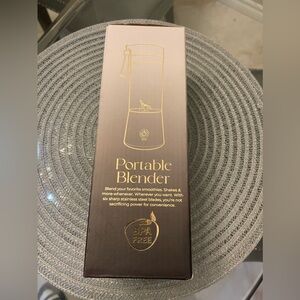 Portable
Blender
Blend your favorite smoothies, Shakes &
more whenever. Wherever you want. With
six sharp stainless steel blades, you're not
sacrificing power for convenience.
BPA
FREE